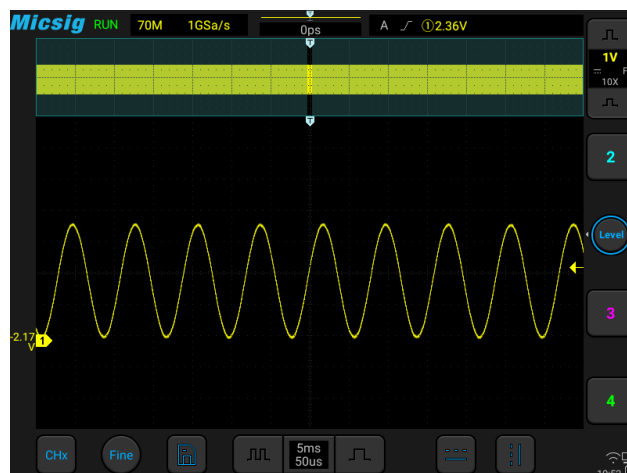 Micsig RUN 70M 1GSa/s 0ps A ①2.36V
T
T
1V
10X
2
Level
3
-2.17
V
1
4
CHx Fine 5ms
50us